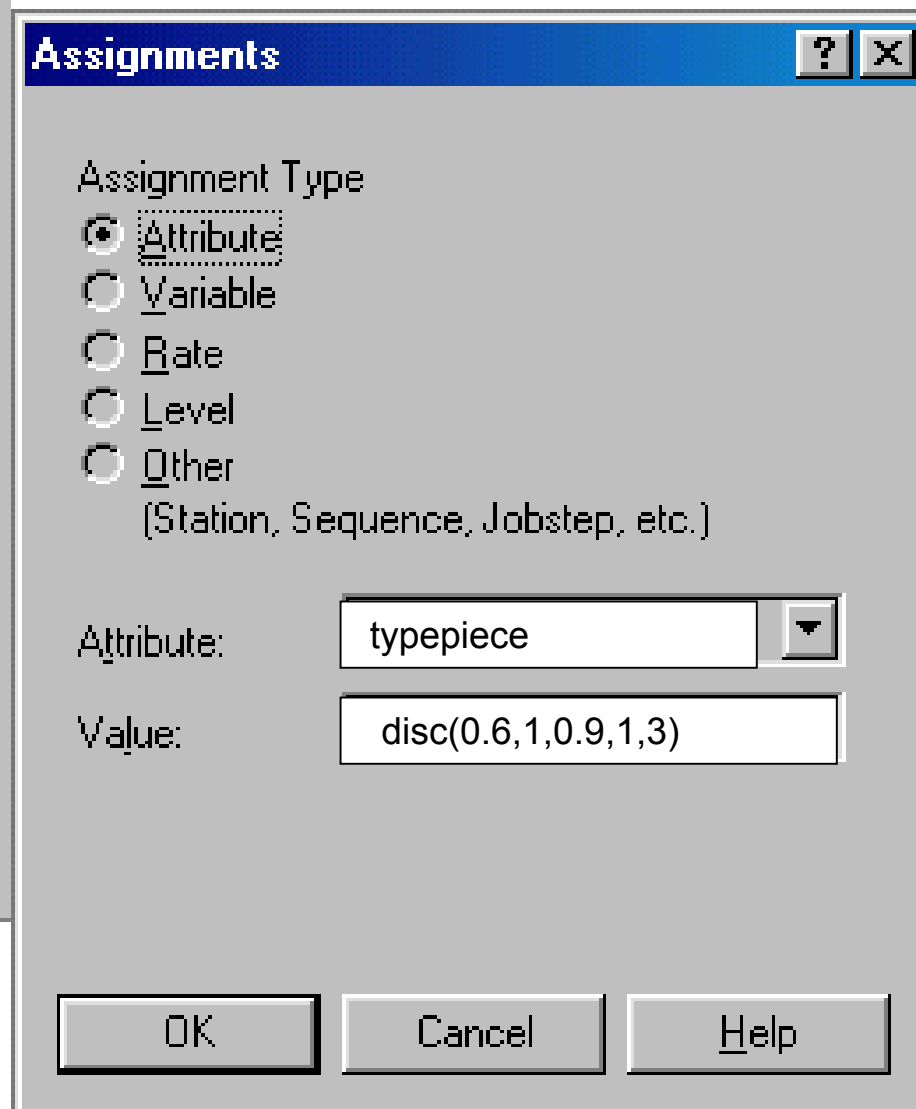 Assignments
Assignment Type
Attribute
Variable
Rate
Level
Other
(Station, Sequence, Jobstep, etc.)
Attribute: typepiece
Value: disc(0.6,1,0.9,1,3)
OK Cancel Help